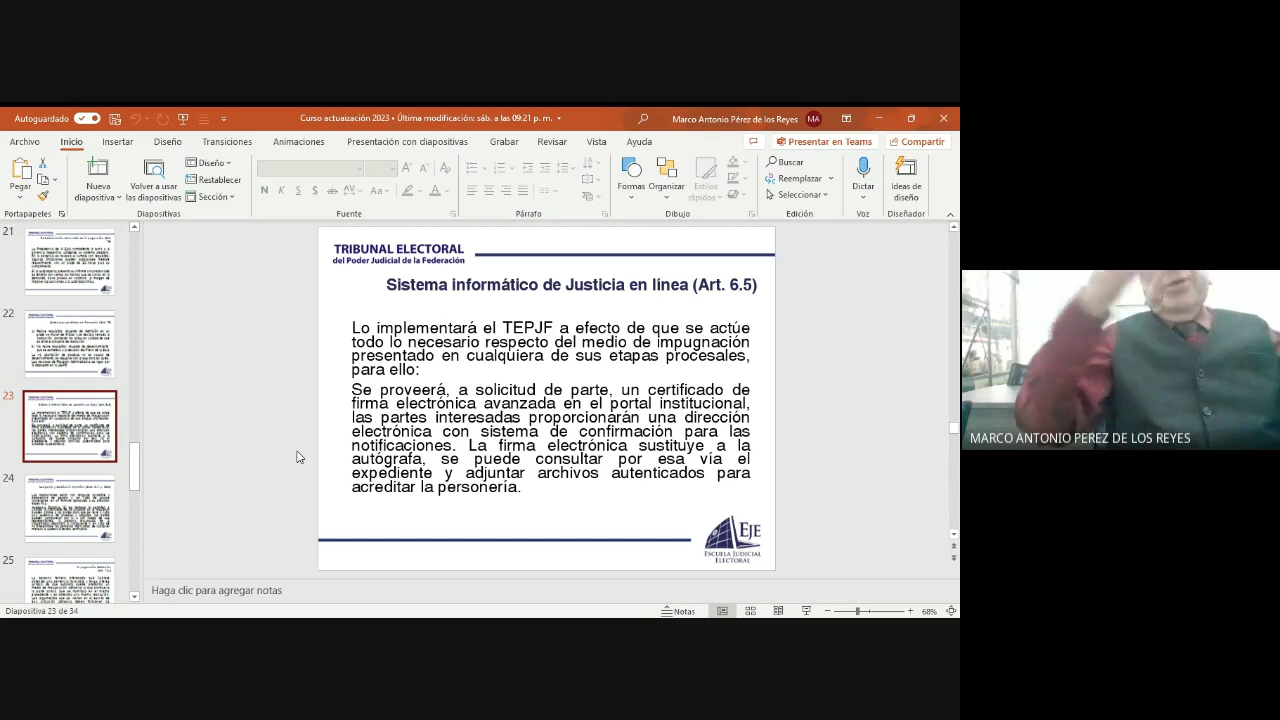 Autoguardado
Curso actuaización 2023 • Última modificación: sáb. a las 09:21 p. m.
Marco Antonio Pérez de los Reyes
MA
Archivo Inicio Insertar Diseño Transiciones Animaciones Presentación con diapositivas Grabar Revisar Vista Ayuda
Presentar en Teams
Compartir
Pegar
Nueva diapositiva
Volver a usar las diapositivas
Diseño
Restablecer
Sección
N K S S ab AV Aa A
Formas
Organizar
Estilos rápidos
Buscar
Reemplazar
Seleccionar
Dictar
Ideas de diseño
Portapapeles Diapositivas Fuente Párrafo Dibujo Edición Voz Diseñador
21
22
23
24
25
TRIBUNAL ELECTORAL
del Poder Judicial de la Federación
Sistema informático de Justicia en línea (Art. 6.5)
Lo implementará el TEPJF a efecto de que se actúe
todo lo necesario respecto del medio de impugnación
presentado en cualquiera de sus etapas procesales,
para ello:
Se proveerá, a solicitud de parte, un certificado de
firma electrónica avanzada en el portal institucional,
las partes interesadas proporcionarán una dirección
electrónica con sistema de confirmación para las
notificaciones. La firma electrónica sustituye a la
autógrafa, se puede consultar por esa vía el
expediente y adjuntar archivos autenticados para
acreditar la personería.
EJE
ESCUELA JUDICIAL
ELECTORAL
MARCO ANTONIO PEREZ DE LOS REYES
Haga clic para agregar notas
Diapositiva 23 de 34
Notas
68%